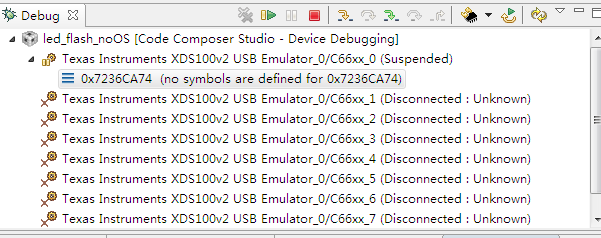 Debug
led_flash_noOS [Code Composer Studio - Device Debugging]
Texas Instruments XDS100v2 USB Emulator_0/C66xx_0 (Suspended)
0x7236CA74 (no symbols are defined for 0x7236CA74)
Texas Instruments XDS100v2 USB Emulator_0/C66xx_1 (Disconnected : Unknown)
Texas Instruments XDS100v2 USB Emulator_0/C66xx_2 (Disconnected : Unknown)
Texas Instruments XDS100v2 USB Emulator_0/C66xx_3 (Disconnected : Unknown)
Texas Instruments XDS100v2 USB Emulator_0/C66xx_4 (Disconnected : Unknown)
Texas Instruments XDS100v2 USB Emulator_0/C66xx_5 (Disconnected : Unknown)
Texas Instruments XDS100v2 USB Emulator_0/C66xx_6 (Disconnected : Unknown)
Texas Instruments XDS100v2 USB Emulator_0/C66xx_7 (Disconnected : Unknown)